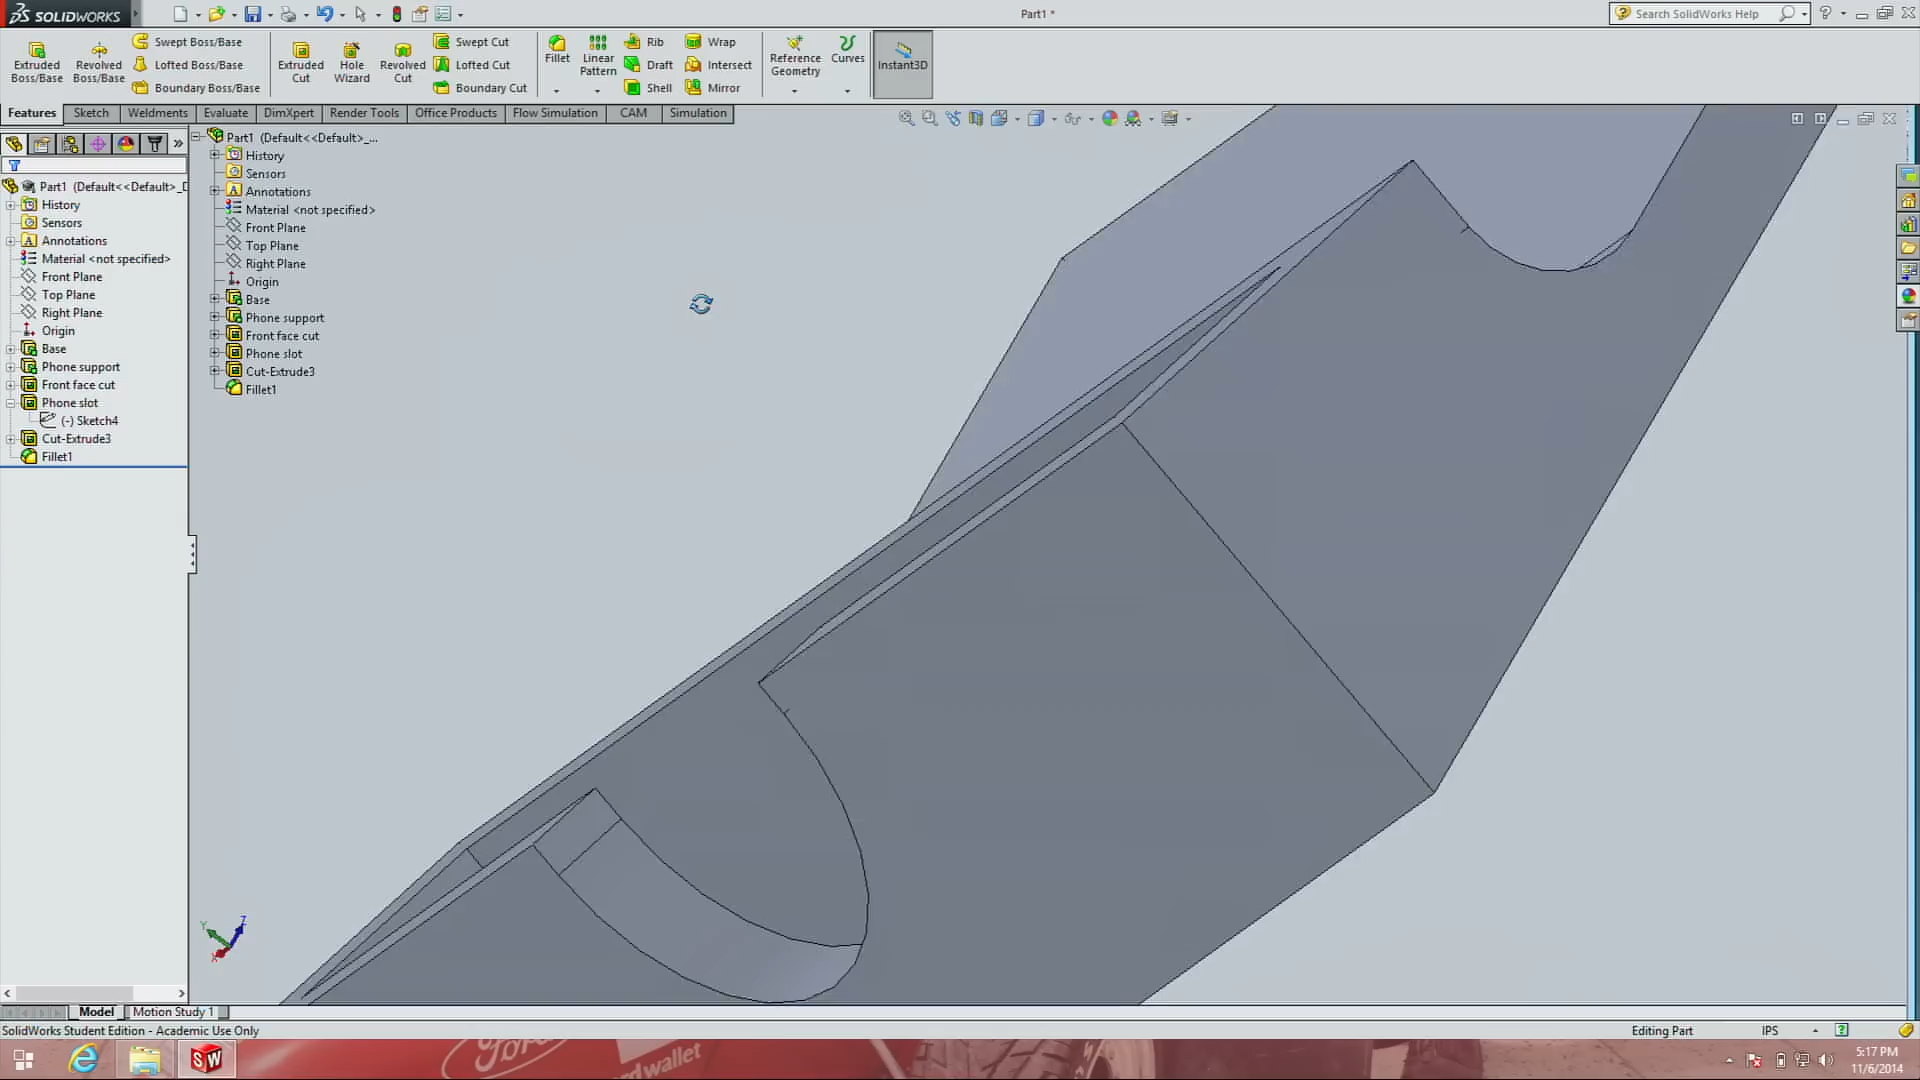 SOLIDWORKS
Part1 *
Search SolidWorks Help
Extruded Boss/Base
Revolved Boss/Base
Swept Boss/Base
Lofted Boss/Base
Boundary Boss/Base
Extruded Cut
Hole Wizard
Revolved Cut
Swept Cut
Lofted Cut
Boundary Cut
Fillet
Linear Pattern
Rib
Draft
Shell
Wrap
Intersect
Mirror
Reference Geometry
Curves
Instant3D
Features Sketch Weldments Evaluate DimXpert Render Tools Office Products Flow Simulation CAM Simulation
Part1 (Default<<Default>_D
History
Sensors
Annotations
Material <not specified>
Front Plane
Top Plane
Right Plane
Origin
Base
Phone support
Front face cut
Phone slot
(-) Sketch4
Cut-Extrude3
Fillet1
Part1 (Default<<Default>_...
History
Sensors
Annotations
Material <not specified>
Front Plane
Top Plane
Right Plane
Origin
Base
Phone support
Front face cut
Phone slot
Cut-Extrude3
Fillet1
Y
Z
X
Model Motion Study 1
SolidWorks Student Edition - Academic Use Only
Editing Part
IPS
Ford
SW
5:17 PM
11/6/2014